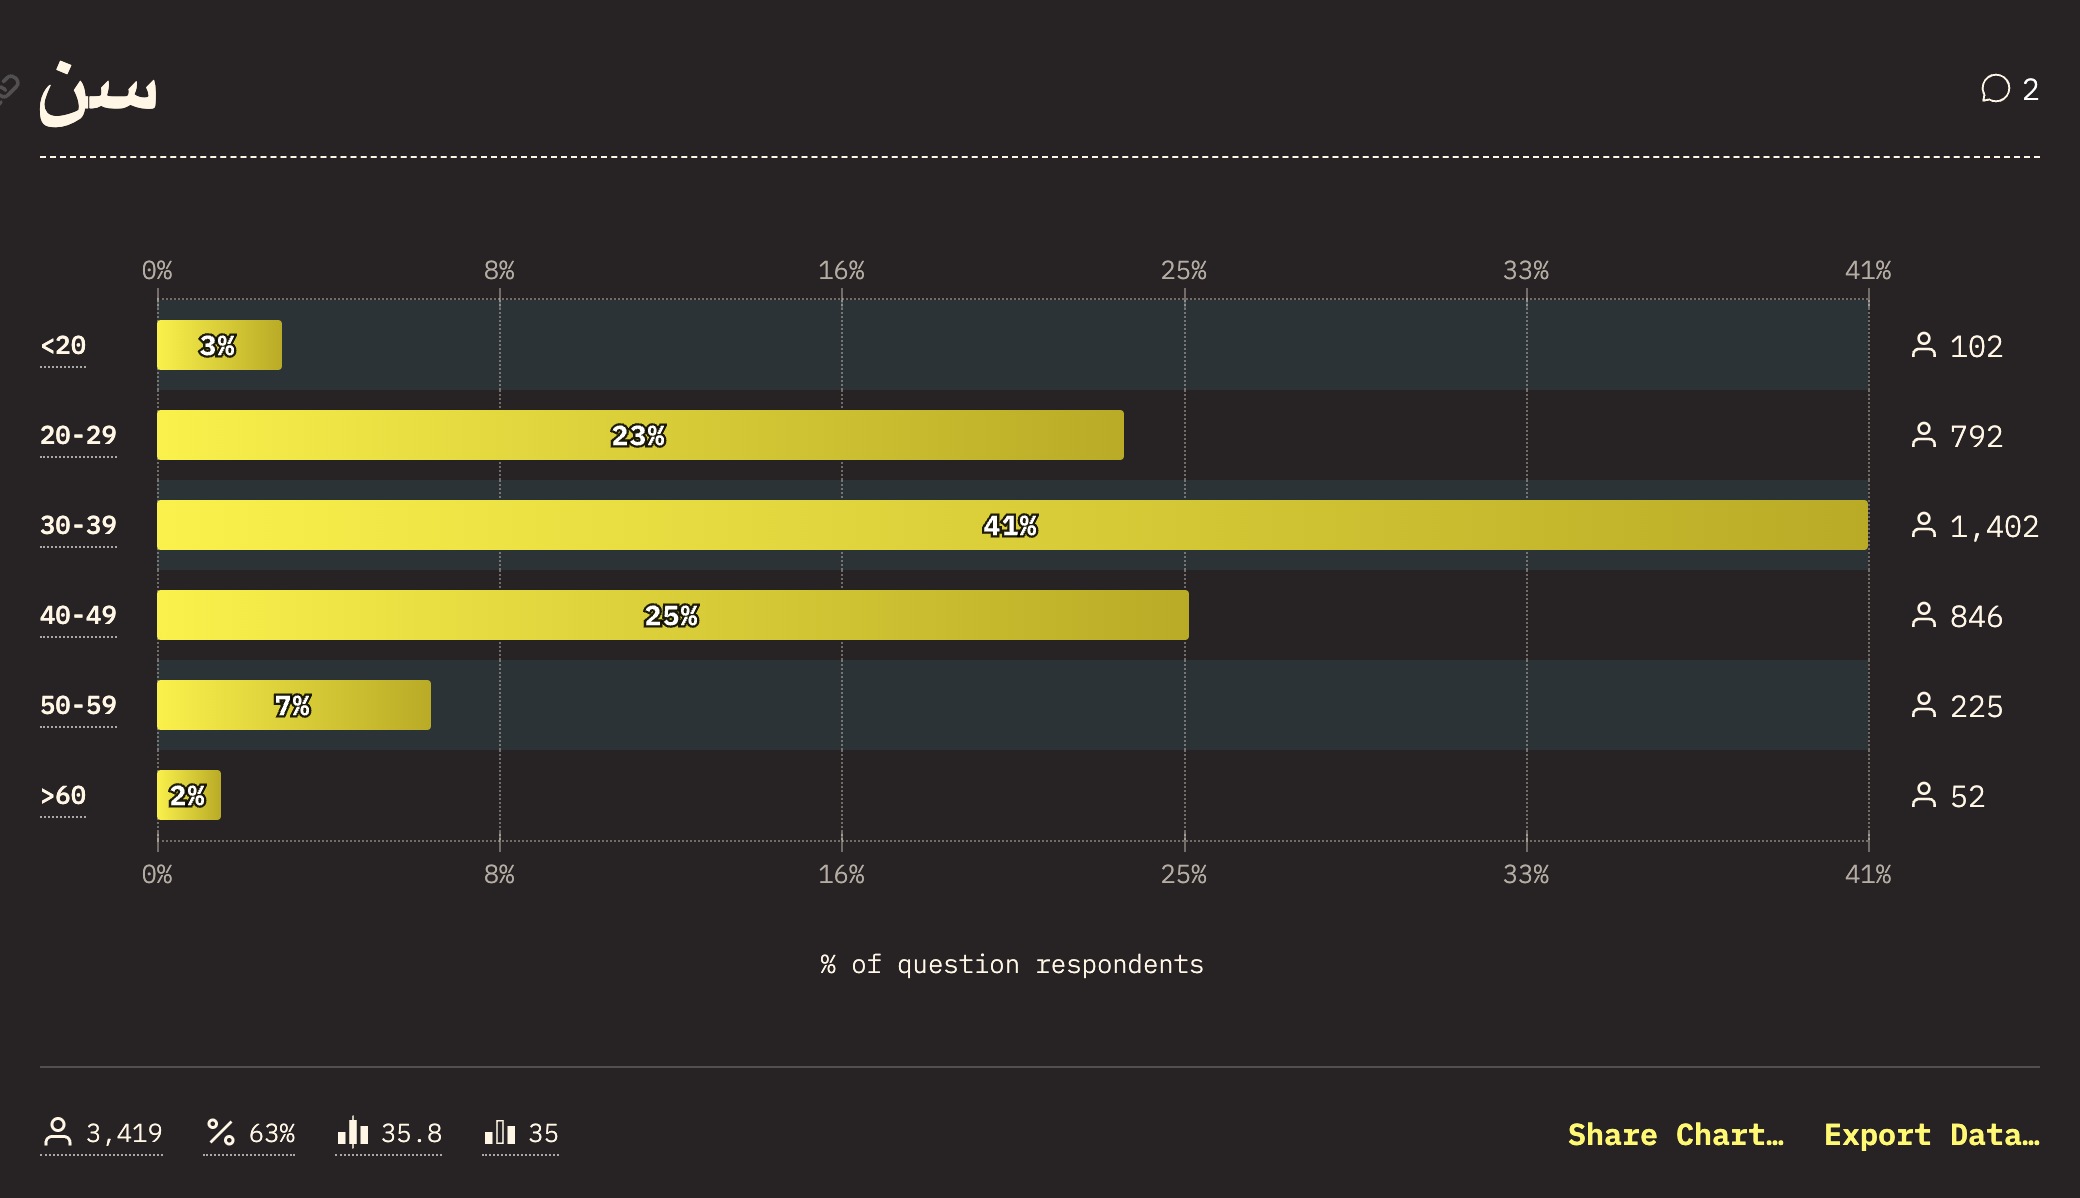 سن
2
0% 8% 16% 25% 33% 41%
<20 3% 102
20-29 23% 792
30-39 41% 1,402
40-49 25% 846
50-59 7% 225
>60 2% 52
0% 8% 16% 25% 33% 41%
% of question respondents
3,419 63% 35.8 35 Share Chart… Export Data…